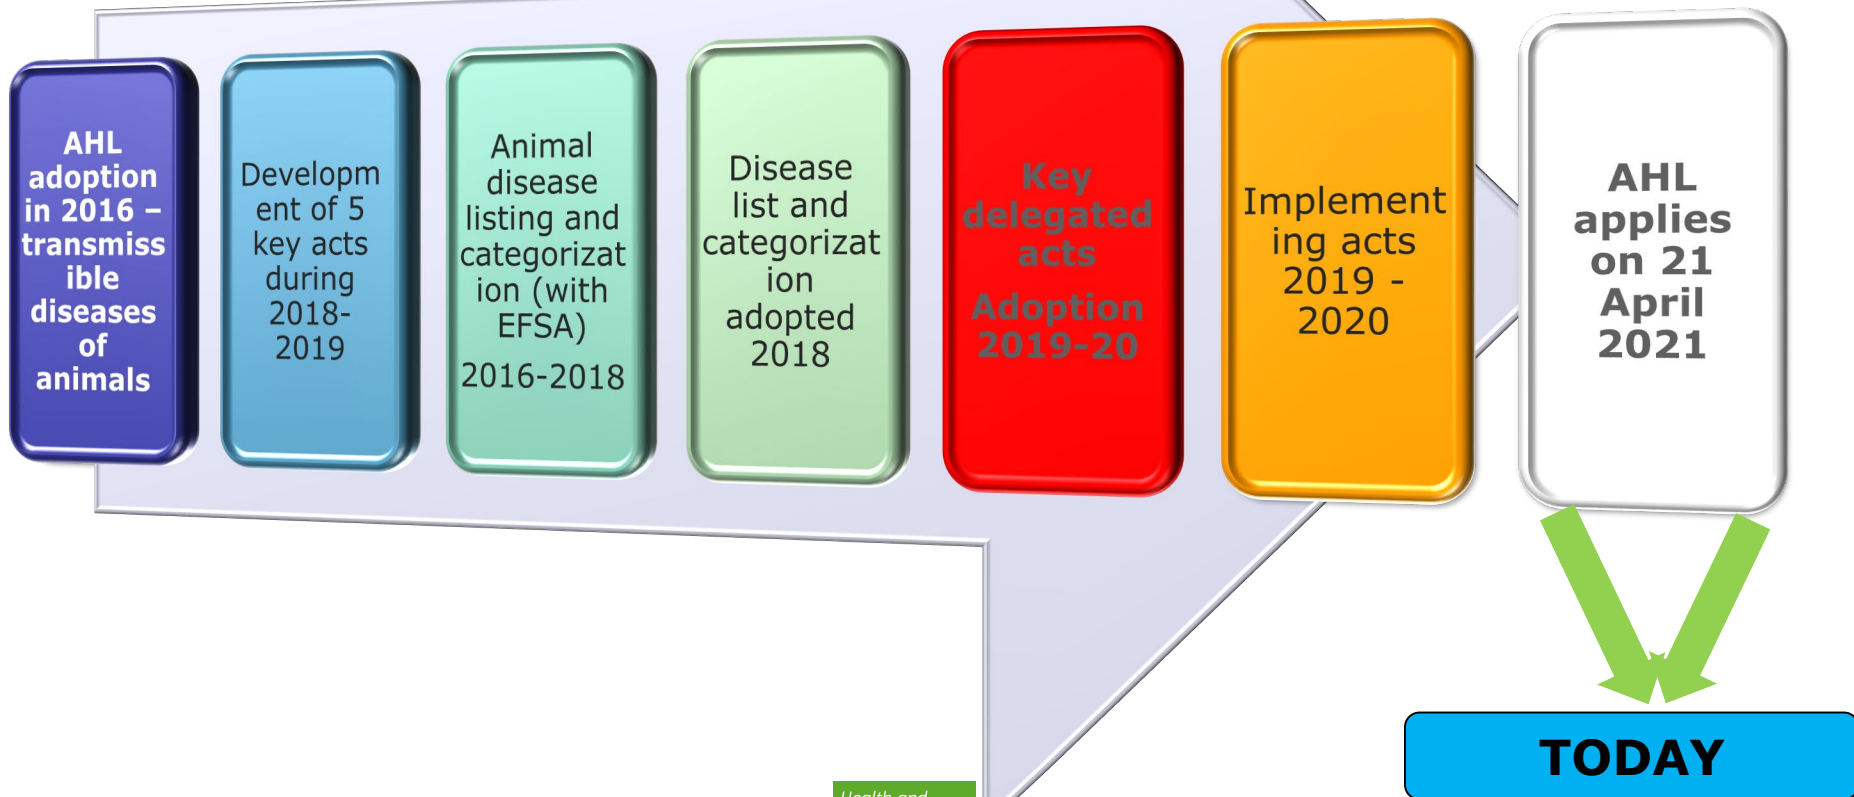 AHL
adoption
in 2016 –
transmiss
ible
diseases
of
animals
Developm
ent of 5
key acts
during
2018-
2019
Animal
disease
listing and
categorizat
ion (with
EFSA)
2016-2018
Disease
list and
categorizat
ion
adopted
2018
Key
delegated
acts
Adoption
2019-20
Implement
ing acts
2019 -
2020
AHL
applies
on 21
April
2021
TODAY
Health and